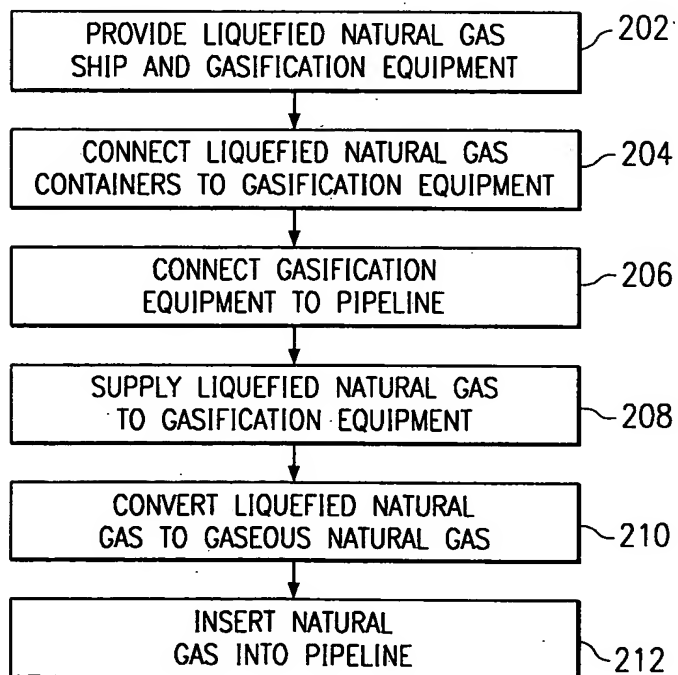 PROVIDE LIQUEFIED NATURAL GAS
SHIP AND GASIFICATION EQUIPMENT
202
CONNECT LIQUEFIED NATURAL GAS
CONTAINERS TO GASIFICATION EQUIPMENT
204
CONNECT GASIFICATION
EQUIPMENT TO PIPELINE
206
SUPPLY LIQUEFIED NATURAL GAS
TO GASIFICATION EQUIPMENT
208
CONVERT LIQUEFIED NATURAL
GAS TO GASEOUS NATURAL GAS
210
INSERT NATURAL
GAS INTO PIPELINE
212